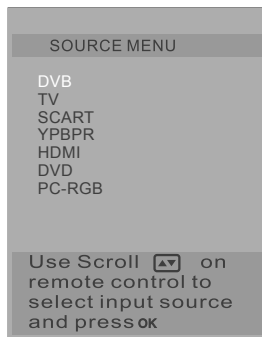 SOURCE MENU
DVB
TV
SCART
YPBPR
HDMI
DVD
PC-RGB
Use Scroll ▲▼ on
remote control to
select input source
and press OK